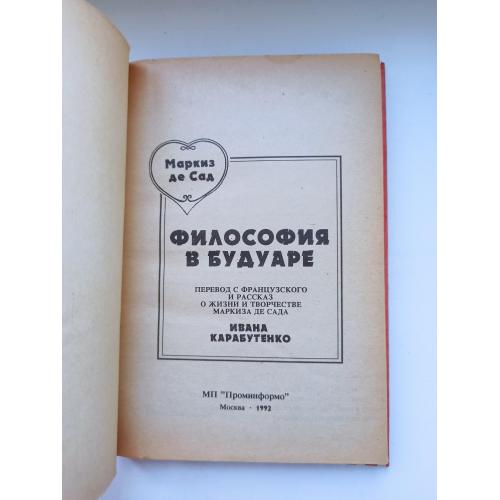 Маркиз
де Сад
ФИЛОСОФИЯ
В БУДУАРЕ
ПЕРЕВОД С ФРАНЦУЗСКОГО
И РАССКАЗ
О ЖИЗНИ И ТВОРЧЕСТВЕ
МАРКИЗА ДЕ САДА
ИВАНА
КАРАБУТЕНКО
МП "Проминформо"
Москва · 1992